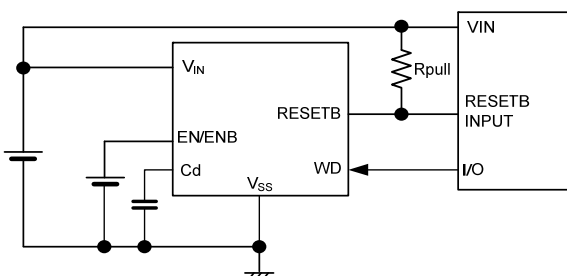 VIN
VIN
Rpull
RESETB
RESETB
INPUT
EN/ENB
Cd
WD
I/O
VSS